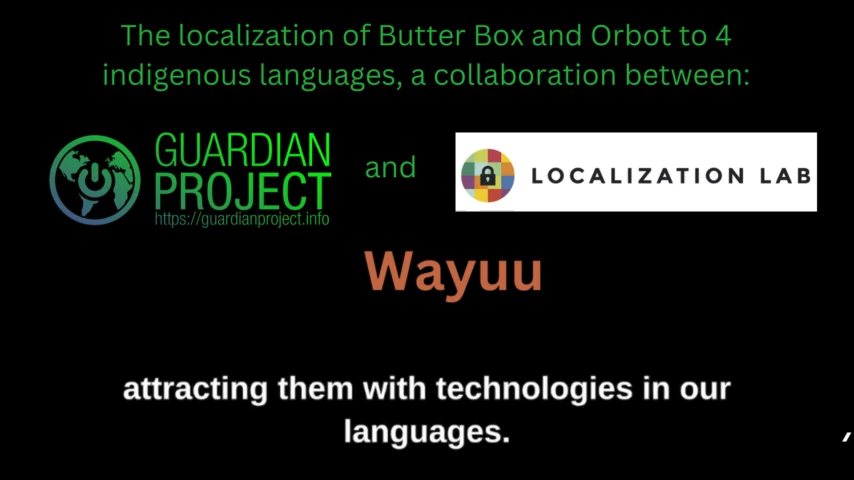 The localization of Butter Box and Orbot to 4
indigenous languages, a collaboration between:
GUARDIAN
PROJECT
https://guardianproject.info
and
LOCALIZATION LAB
Wayuu
attracting them with technologies in our
languages.